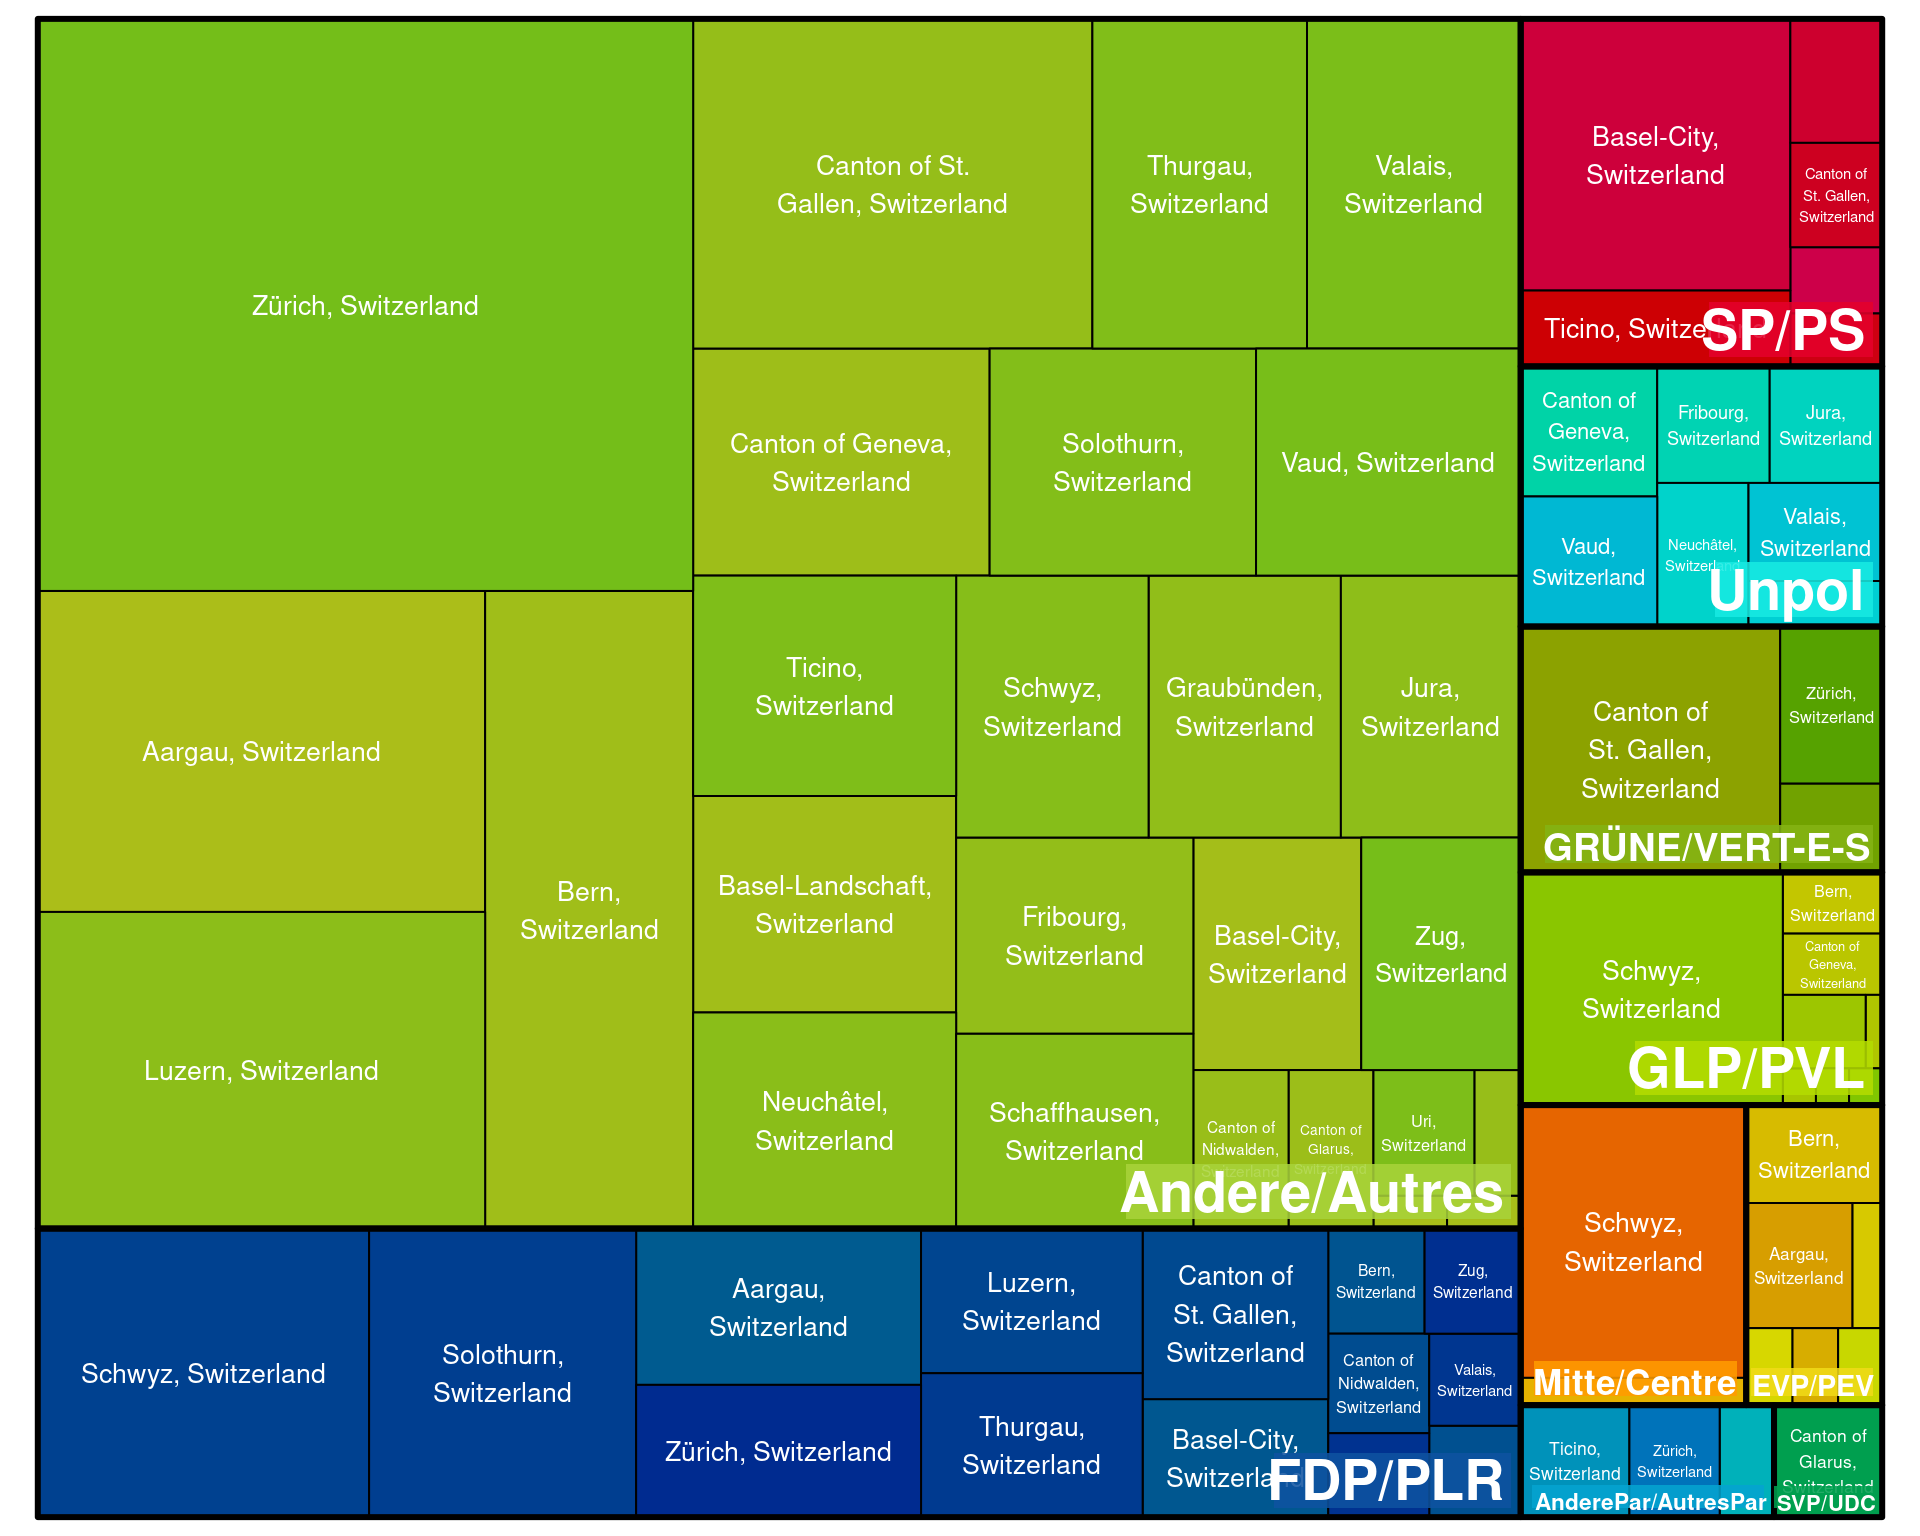 Zürich, Switzerland
Canton of St.
Gallen, Switzerland
Thurgau,
Switzerland
Valais,
Switzerland
Canton of Geneva,
Switzerland
Solothurn,
Switzerland
Vaud, Switzerland
Aargau, Switzerland
Luzern, Switzerland
Bern,
Switzerland
Ticino,
Switzerland
Schwyz,
Switzerland
Graubünden,
Switzerland
Jura,
Switzerland
Basel-Landschaft,
Switzerland
Neuchâtel,
Switzerland
Fribourg,
Switzerland
Schaffhausen,
Switzerland
Basel-City,
Switzerland
Zug,
Switzerland
Canton of
Nidwalden,
Switzerland
Canton of
Glarus,
Switzerland
Uri,
Switzerland
Andere/Autres
Schwyz, Switzerland
Solothurn,
Switzerland
Aargau,
Switzerland
Zürich, Switzerland
Luzern,
Switzerland
Thurgau,
Switzerland
Canton of
St. Gallen,
Switzerland
Basel-City,
Switzerland
Bern,
Switzerland
Zug,
Switzerland
Canton of
Nidwalden,
Switzerland
Valais,
Switzerland
FDP/PLR
Basel-City,
Switzerland
Canton of
St. Gallen,
Switzerland
Ticino, Switzerland
SP/PS
Canton of
Geneva,
Switzerland
Fribourg,
Switzerland
Jura,
Switzerland
Vaud,
Switzerland
Neuchâtel,
Switzerland
Valais,
Switzerland
Unpol
Canton of
St. Gallen,
Switzerland
Zürich,
Switzerland
GRÜNE/VERT-E-S
Schwyz,
Switzerland
Bern,
Switzerland
Canton of
Geneva,
Switzerland
GLP/PVL
Schwyz,
Switzerland
Mitte/Centre
Bern,
Switzerland
Aargau,
Switzerland
EVP/PEV
Ticino,
Switzerland
Zürich,
Switzerland
AnderePar/AutresPar
Canton of
Glarus,
Switzerland
SVP/UDC